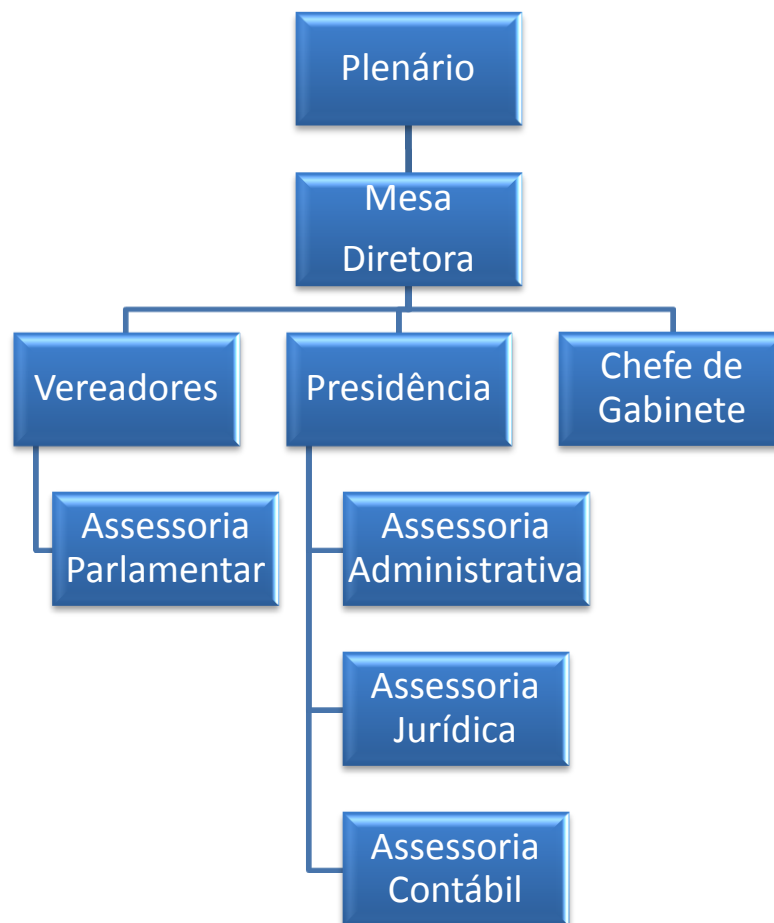 Plenário
Mesa
Diretora
Vereadores
Presidência
Chefe de
Gabinete
Assessoria
Parlamentar
Assessoria
Administrativa
Assessoria
Jurídica
Assessoria
Contábil